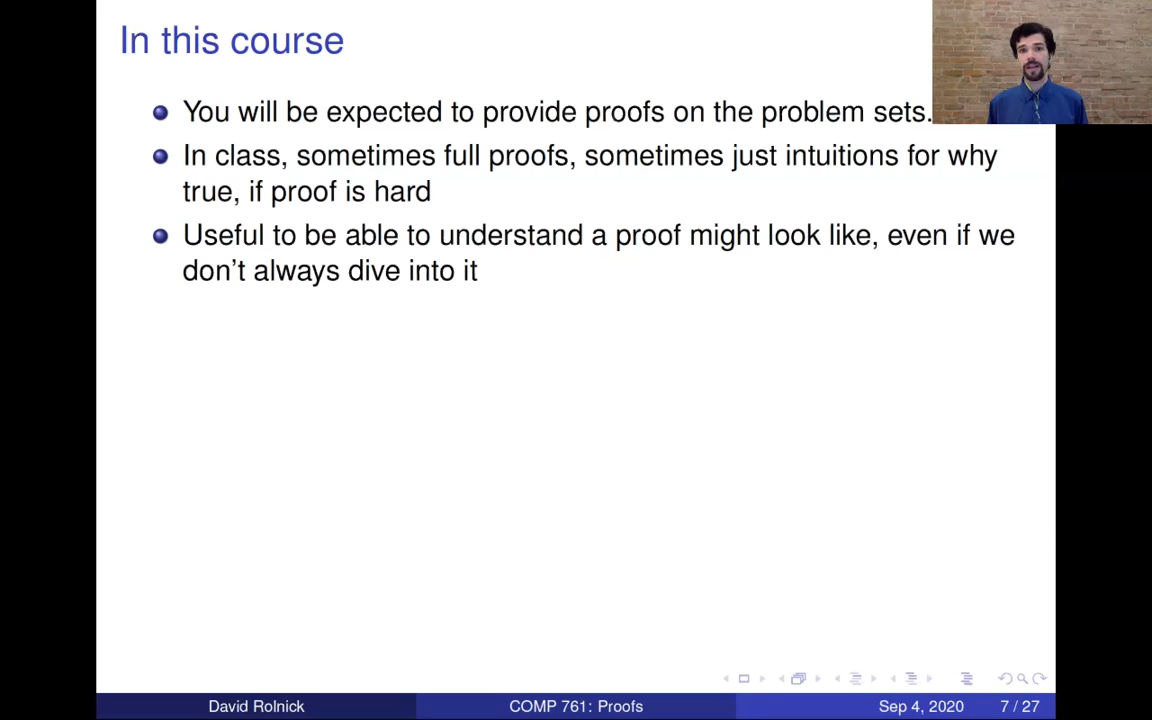 In this course
You will be expected to provide proofs on the problem sets.
In class, sometimes full proofs, sometimes just intuitions for why
true, if proof is hard
Useful to be able to understand a proof might look like, even if we
don't always dive into it
David Rolnick
COMP 761: Proofs
Sep 4, 2020
7 / 27